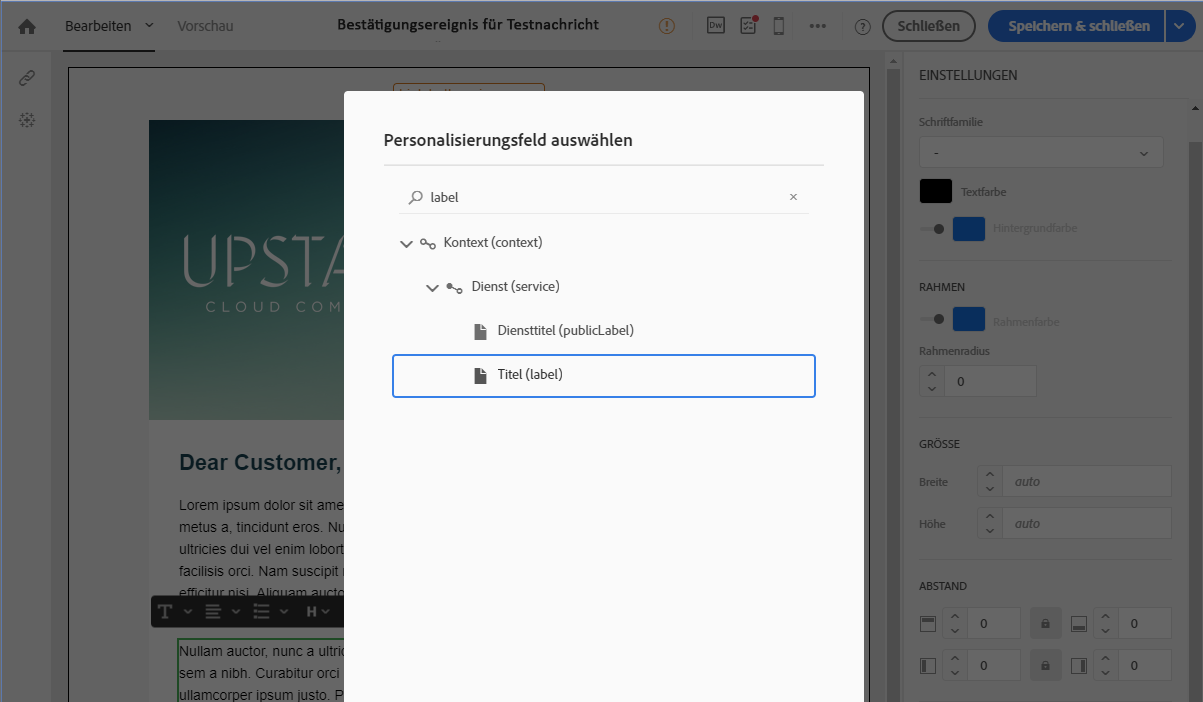 Bearbeiten
Vorschau
Bestätigungsereignis für Testnachricht
Dw
Schließen
Speichern & schließen
EINSTELLUNGEN
Schriftfamilie
-
Textfarbe
Hintergrundfarbe
RAHMEN
Rahmenfarbe
Rahmenradius
0
GRÖSSE
Breite
auto
Höhe
auto
ABSTAND
0
0
0
0
Personalisierungsfeld auswählen
label
Kontext (context)
Dienst (service)
Diensttitel (publicLabel)
Titel (label)
UPSTA
CLOUD COM
Dear Customer,
Lorem ipsum dolor sit ame
metus a, tincidunt eros. Nu
ultricies dui vel enim lobort
facilisis orci. Nam suscipit
efficitur nisi. Aliquam aucto
T
H
Nullam auctor, nunc a ultric
sem a nibh. Curabitur orci
ullamcorper ipsum justo. P